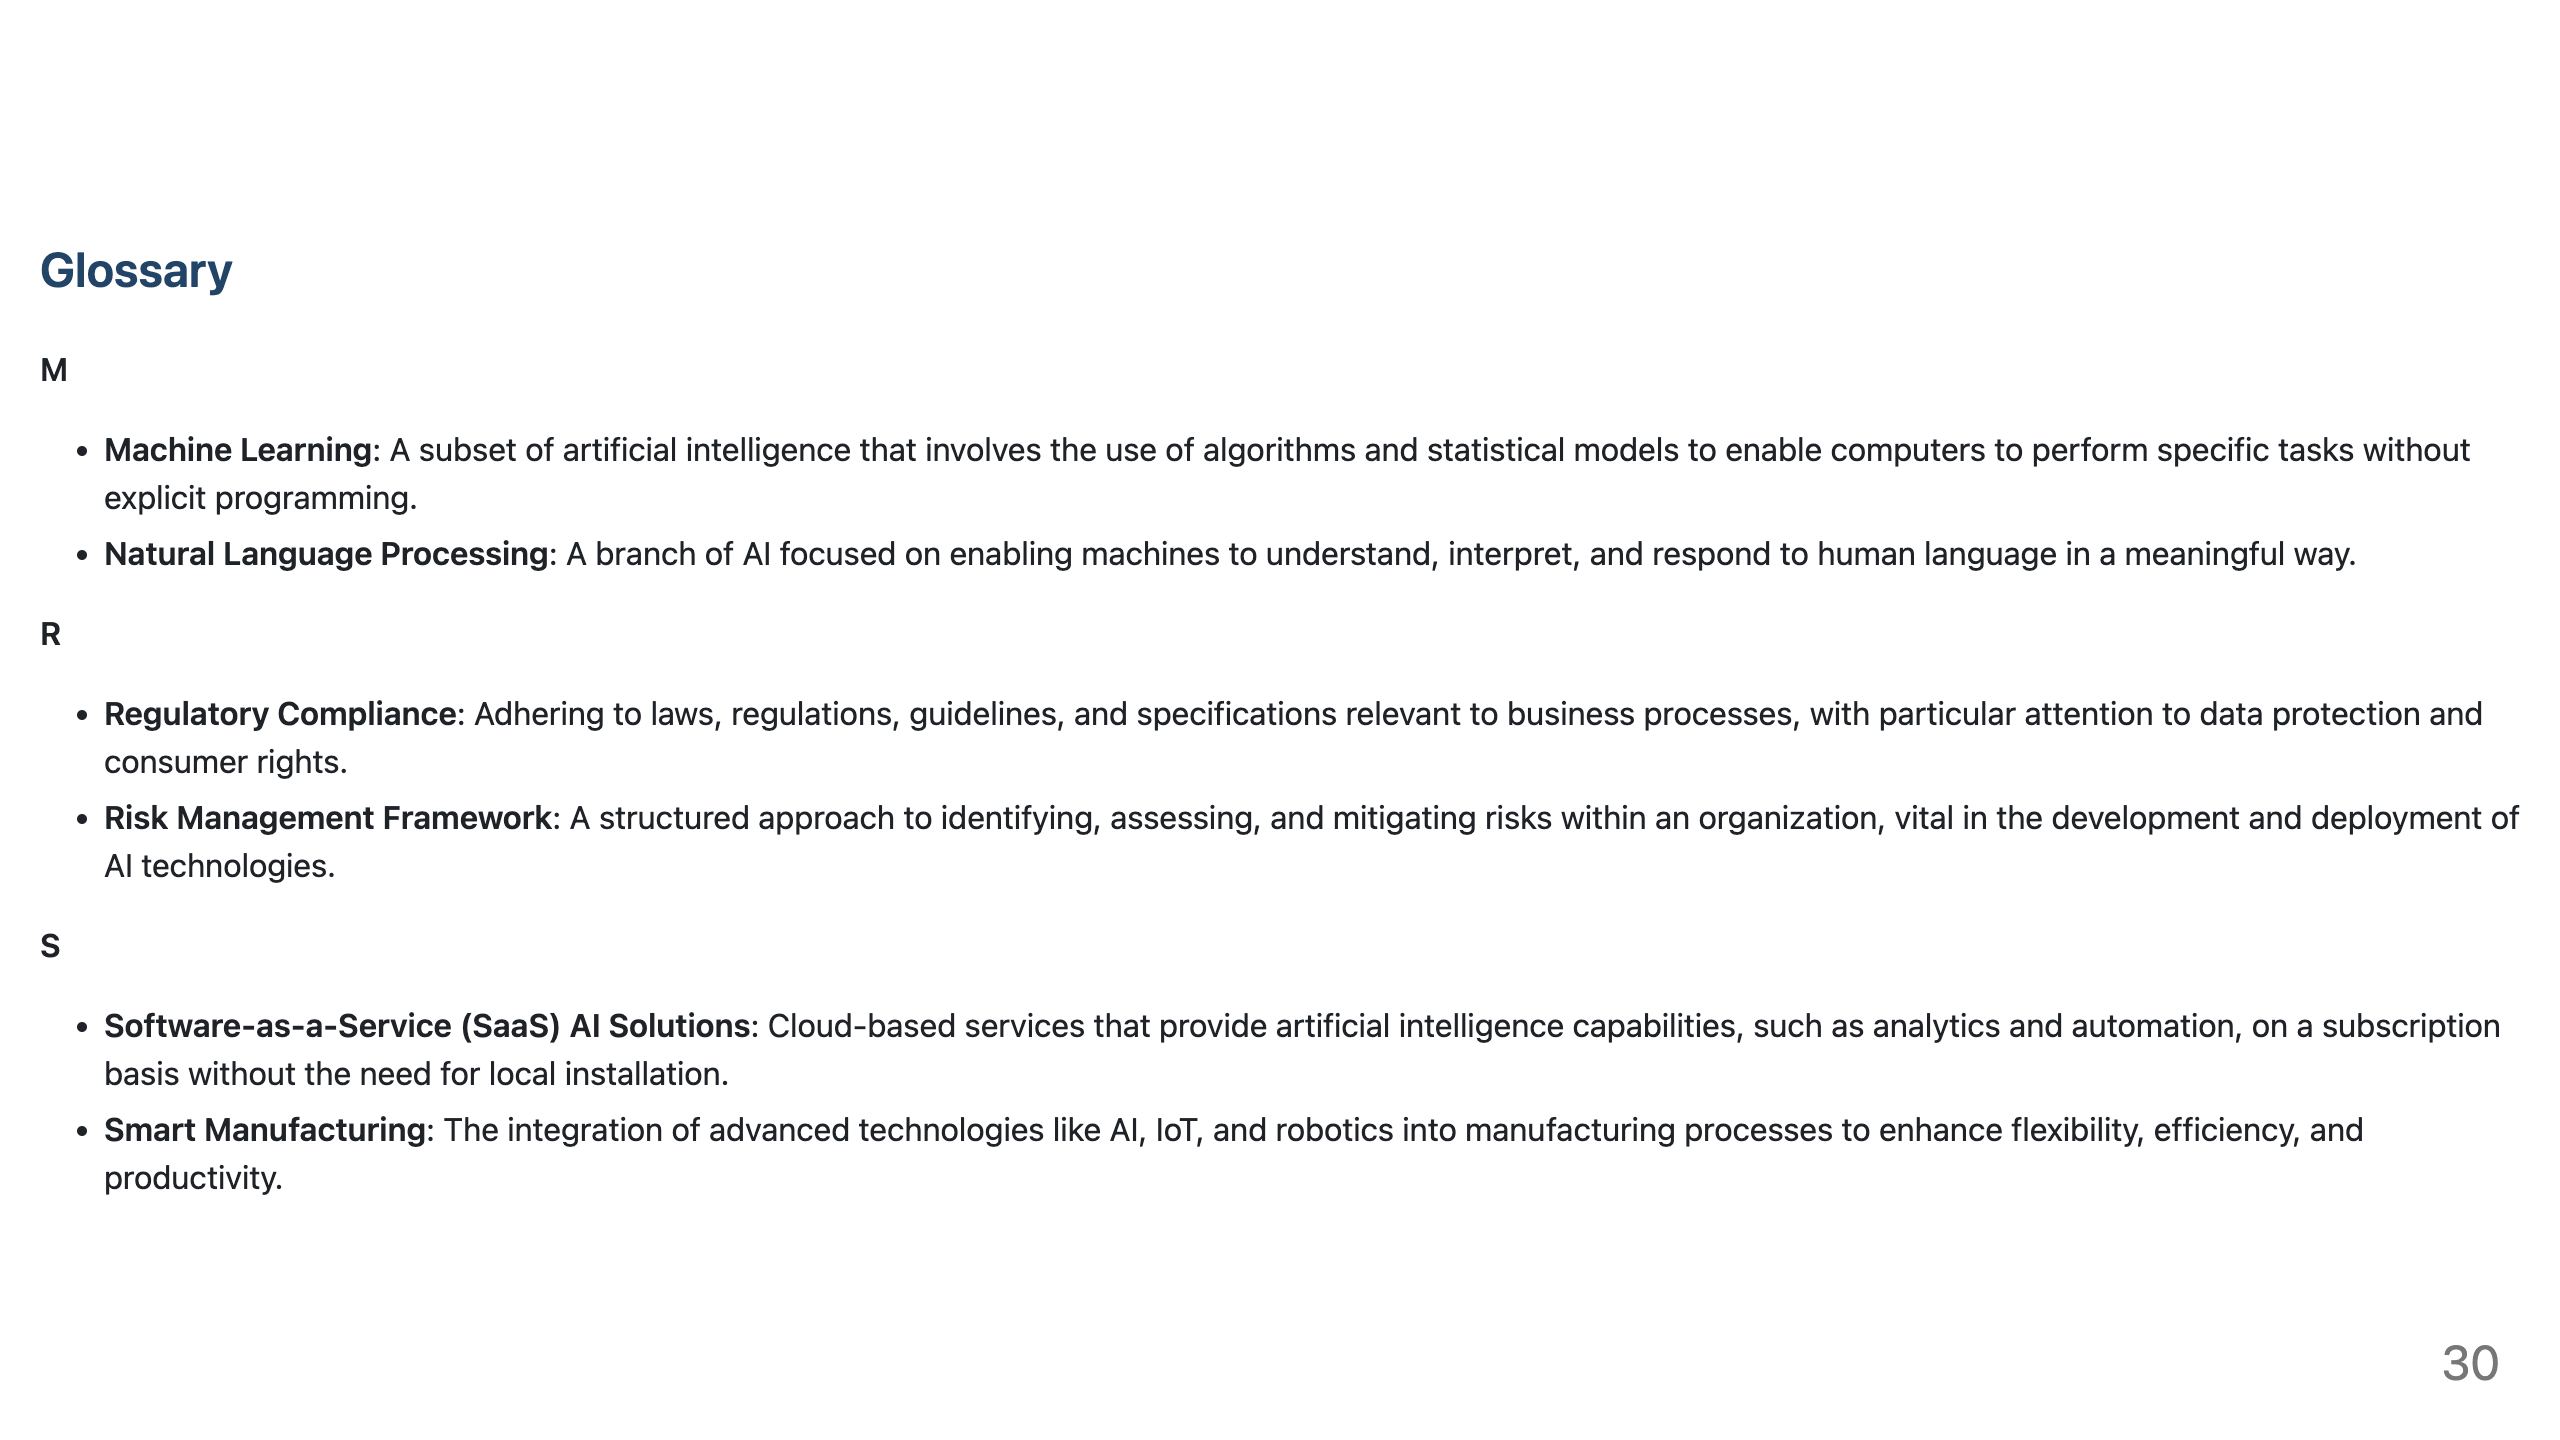 Glossary
M
• Machine Learning: A subset of artificial intelligence that involves the use of algorithms and statistical models to enable computers to perform specific tasks without
explicit programming.
• Natural Language Processing: A branch of AI focused on enabling machines to understand, interpret, and respond to human language in a meaningful way.
R
• Regulatory Compliance: Adhering to laws, regulations, guidelines, and specifications relevant to business processes, with particular attention to data protection and
consumer rights.
• Risk Management Framework: A structured approach to identifying, assessing, and mitigating risks within an organization, vital in the development and deployment of
AI technologies.
S
• Software-as-a-Service (SaaS) AI Solutions: Cloud-based services that provide artificial intelligence capabilities, such as analytics and automation, on a subscription
basis without the need for local installation.
• Smart Manufacturing: The integration of advanced technologies like AI, IoT, and robotics into manufacturing processes to enhance flexibility, efficiency, and
productivity.
30